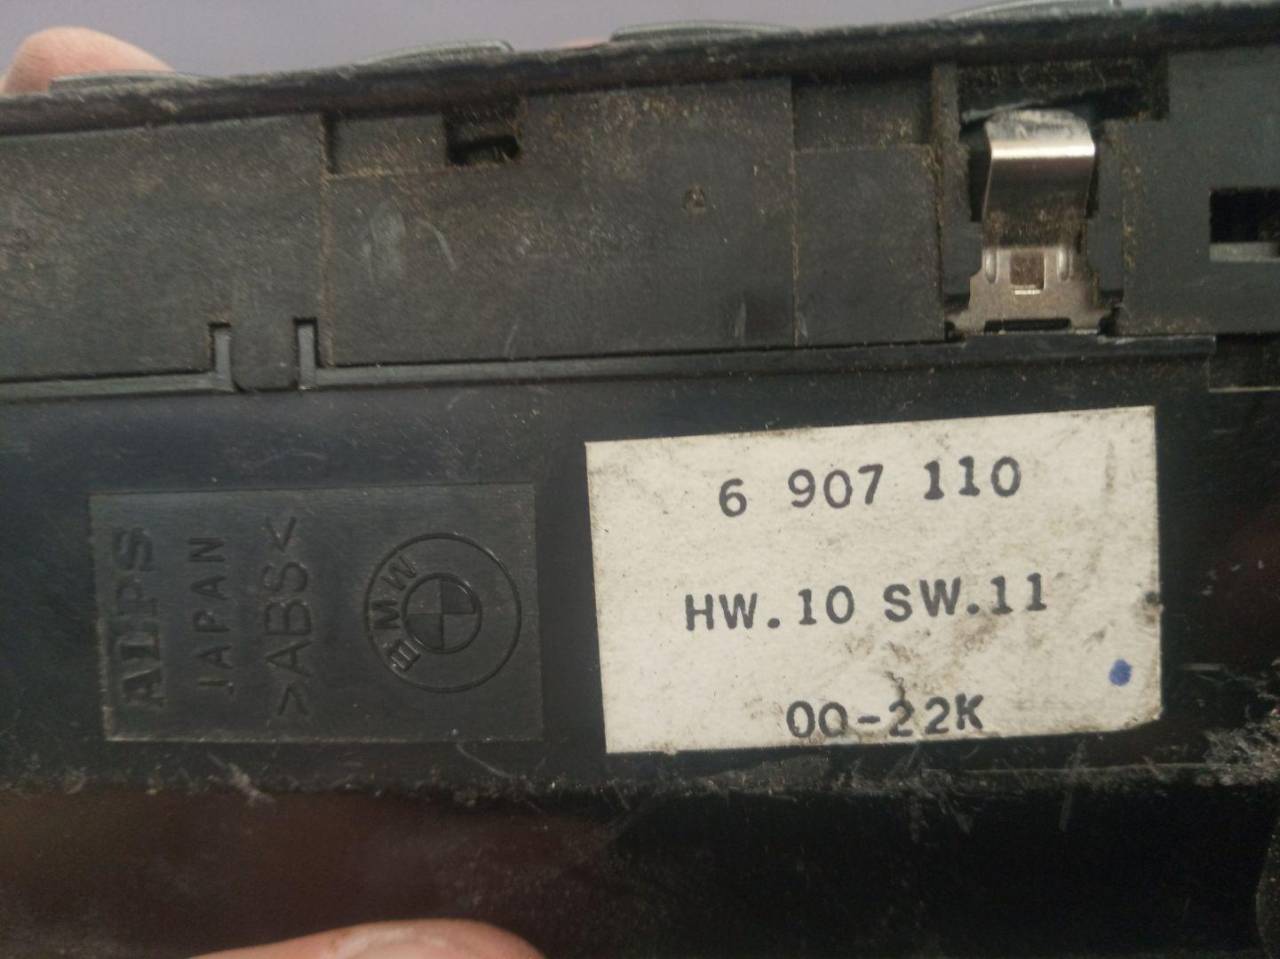 ALPS
JAPAN
>ABS<
BMW
6 907 110
HW.10 SW.11
00-22K